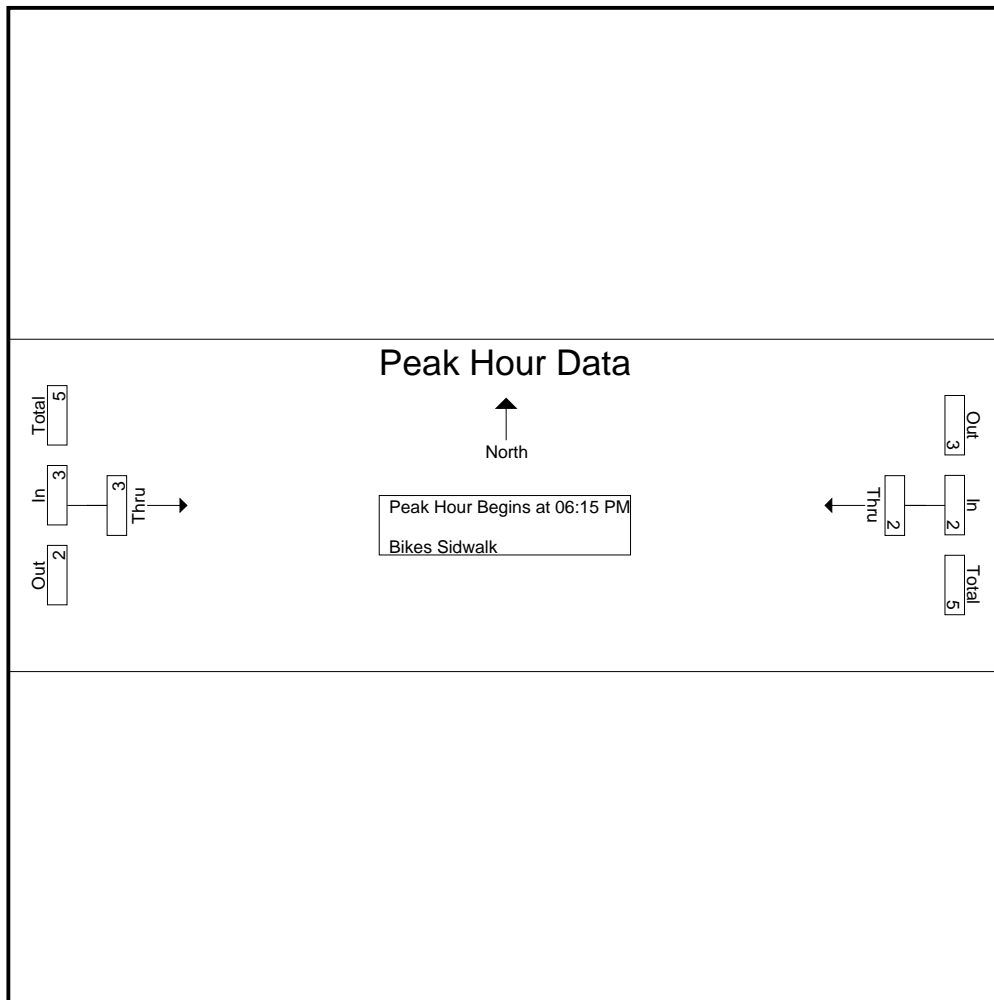 Peak Hour Data
North
Peak Hour Begins at 06:15 PM
Bikes Sidwalk
Total
5
In
3
Out
2
Thru
3
Out
3
In
2
Total
5
Thru
2